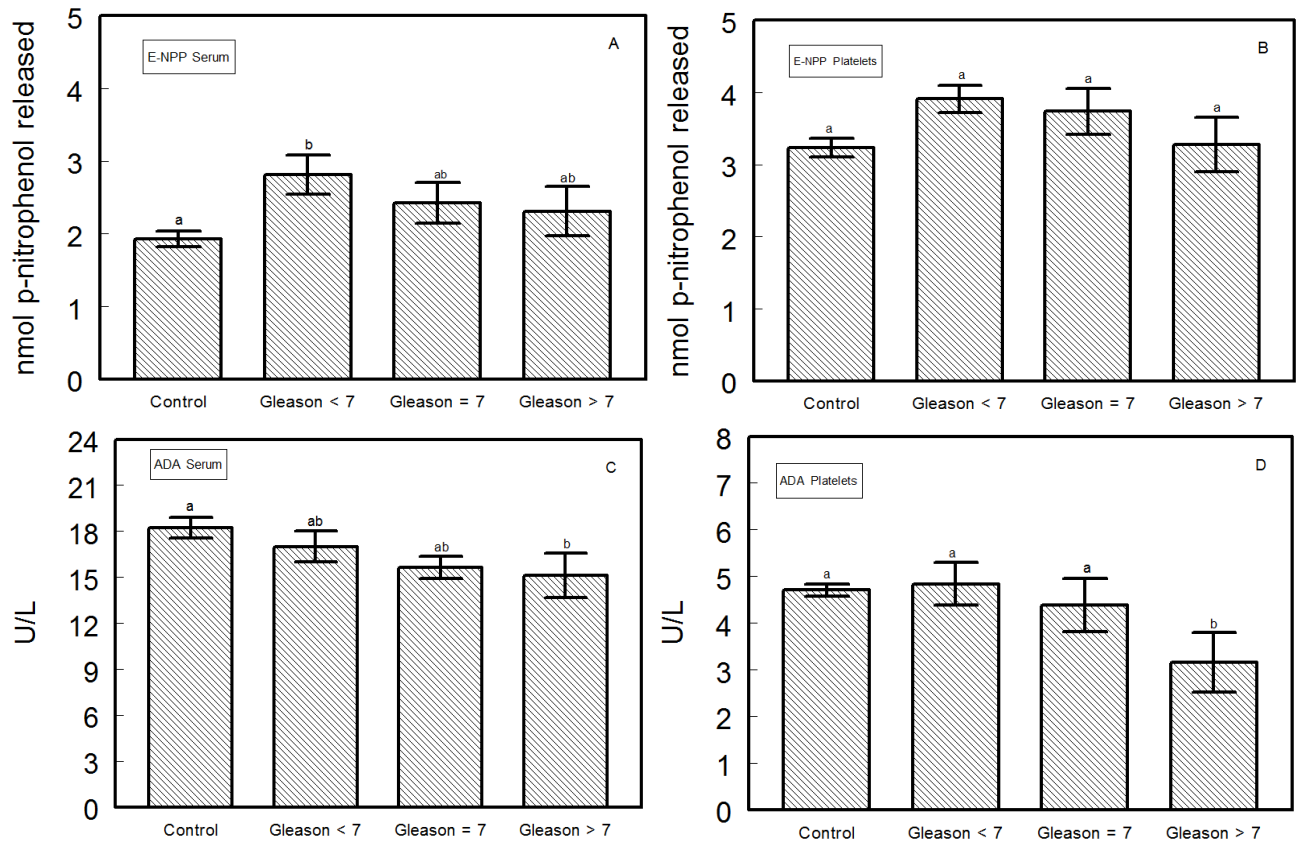 nmol p-nitrophenol released
5
4
3
2
1
0
E-NPP Serum
A
a
b
ab
ab
Control
Gleason < 7
Gleason = 7
Gleason > 7
nmol p-nitrophenol released
5
4
3
2
1
0
E-NPP Platelets
B
a
a
a
a
Control
Gleason < 7
Gleason = 7
Gleason > 7
U/L
24
21
18
15
12
9
6
3
0
ADA Serum
C
a
ab
ab
b
Control
Gleason < 7
Gleason = 7
Gleason > 7
U/L
8
7
6
5
4
3
2
1
0
ADA Platelets
D
a
a
a
b
Control
Gleason < 7
Gleason = 7
Gleason > 7